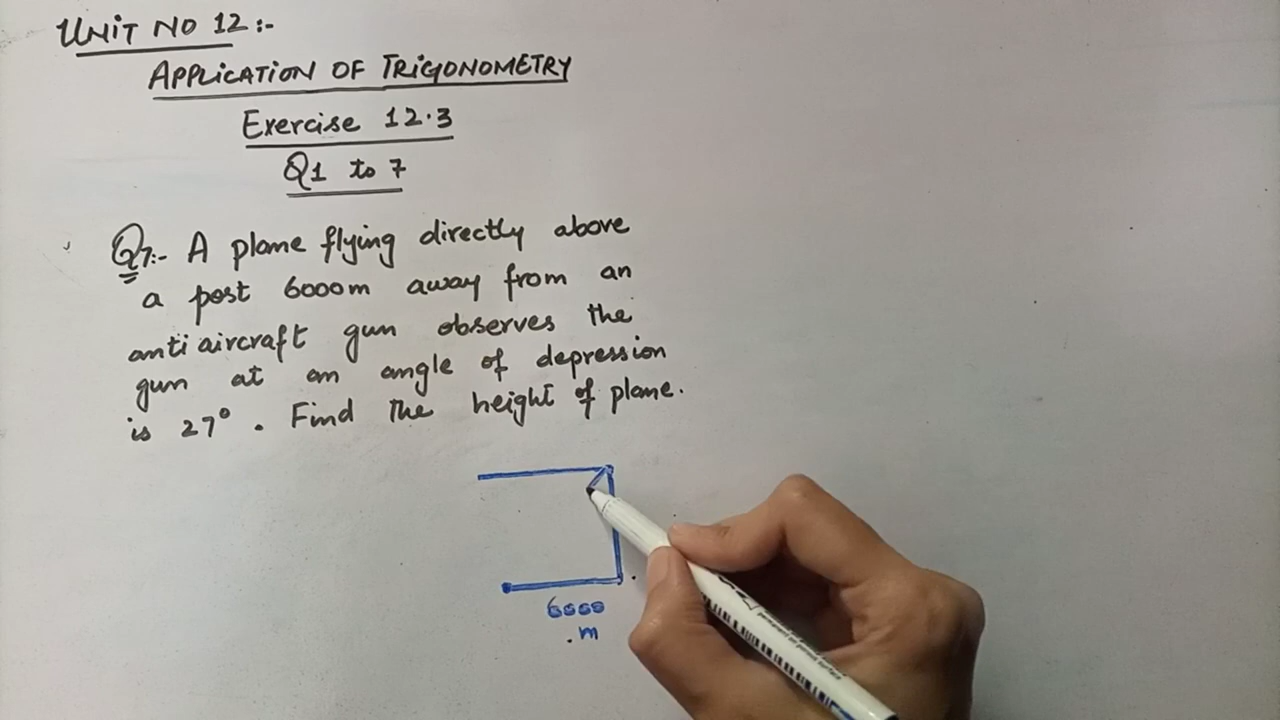 UNIT NO 12:-
APPLICATION OF TRIGONOMETRY
Exercise 12.3
Q1 to 7
Q7:- A plane flying directly above
a post 6000m away from an
anti aircraft gun observes the
gun at an angle of depression
is 27°. Find the height of plane.
6000
.m